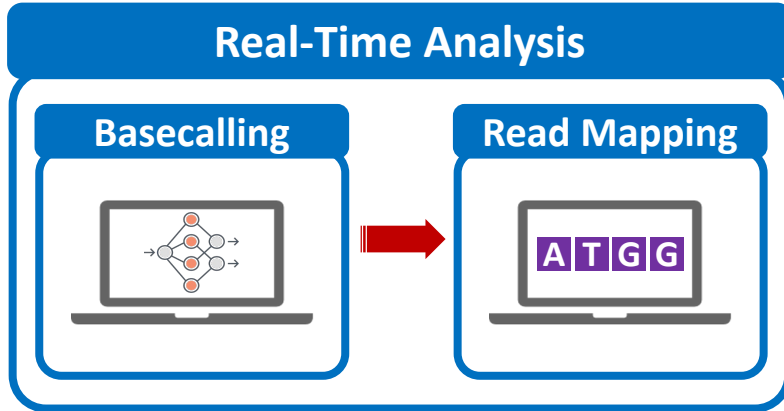 Real-Time Analysis
Basecalling
Read Mapping
A T G G